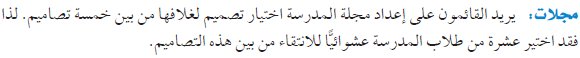 مجلات: يريد القائمون على إعداد مجلة المدرسة اختيار تصميم لغلافها من بين خمسة تصاميم. لذا
فقد اختير عشرة من طلاب المدرسة عشوائيًّا للانتقاء من بين هذه التصاميم.